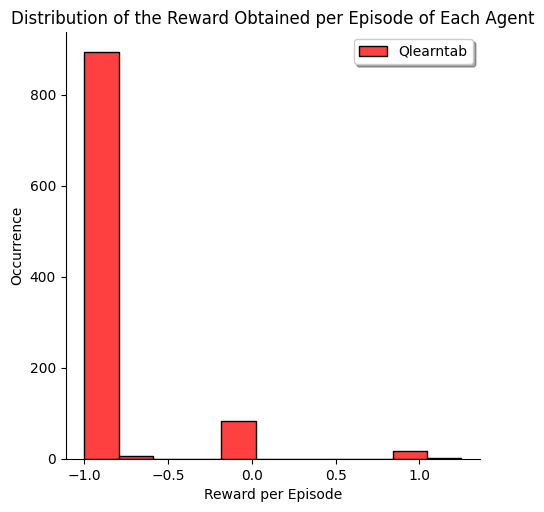 Distribution of the Reward Obtained per Episode of Each Agent
Qlearntab
Occurrence
800
600
400
200
0
−1.0 −0.5 0.0 0.5 1.0
Reward per Episode